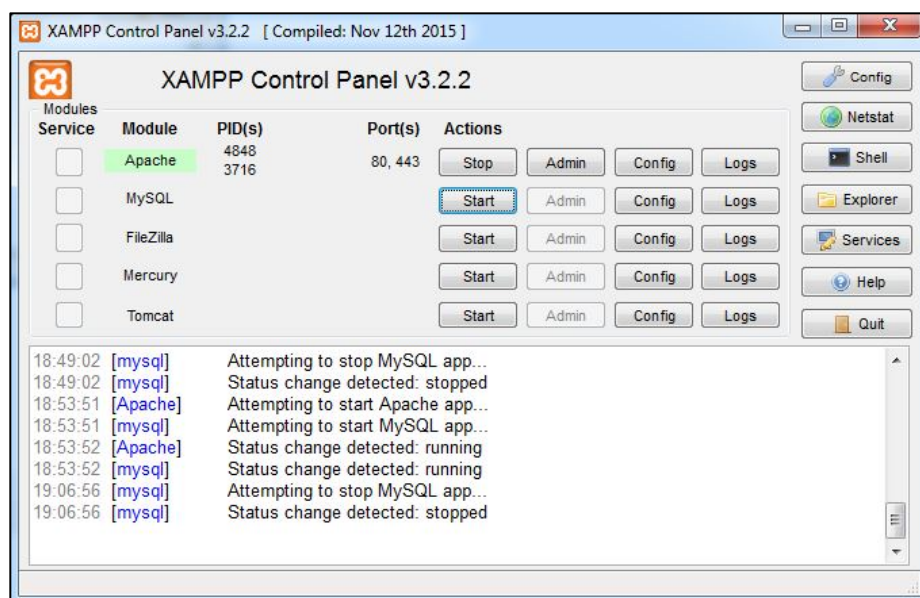 XAMPP Control Panel v3.2.2 [ Compiled: Nov 12th 2015 ]
XAMPP Control Panel v3.2.2
Config
Netstat
Shell
Explorer
Services
Help
Quit
Modules
Service Module PID(s) Port(s) Actions
Apache 4848 3716 80, 443 Stop Admin Config Logs
MySQL Start Admin Config Logs
FileZilla Start Admin Config Logs
Mercury Start Admin Config Logs
Tomcat Start Admin Config Logs
18:49:02 [mysql] Attempting to stop MySQL app...
18:49:02 [mysql] Status change detected: stopped
18:53:51 [Apache] Attempting to start Apache app...
18:53:51 [mysql] Attempting to start MySQL app...
18:53:52 [Apache] Status change detected: running
18:53:52 [mysql] Status change detected: running
19:06:56 [mysql] Attempting to stop MySQL app...
19:06:56 [mysql] Status change detected: stopped